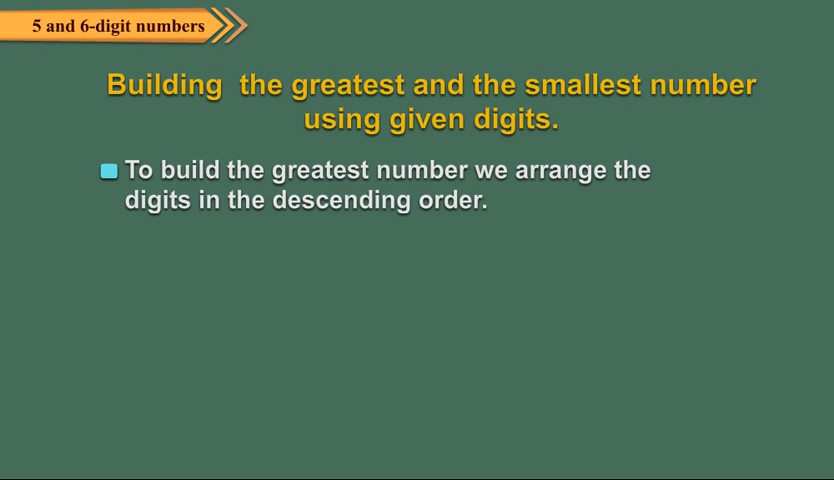 5 and 6-digit numbers
Building the greatest and the smallest number
using given digits.
To build the greatest number we arrange the
digits in the descending order.